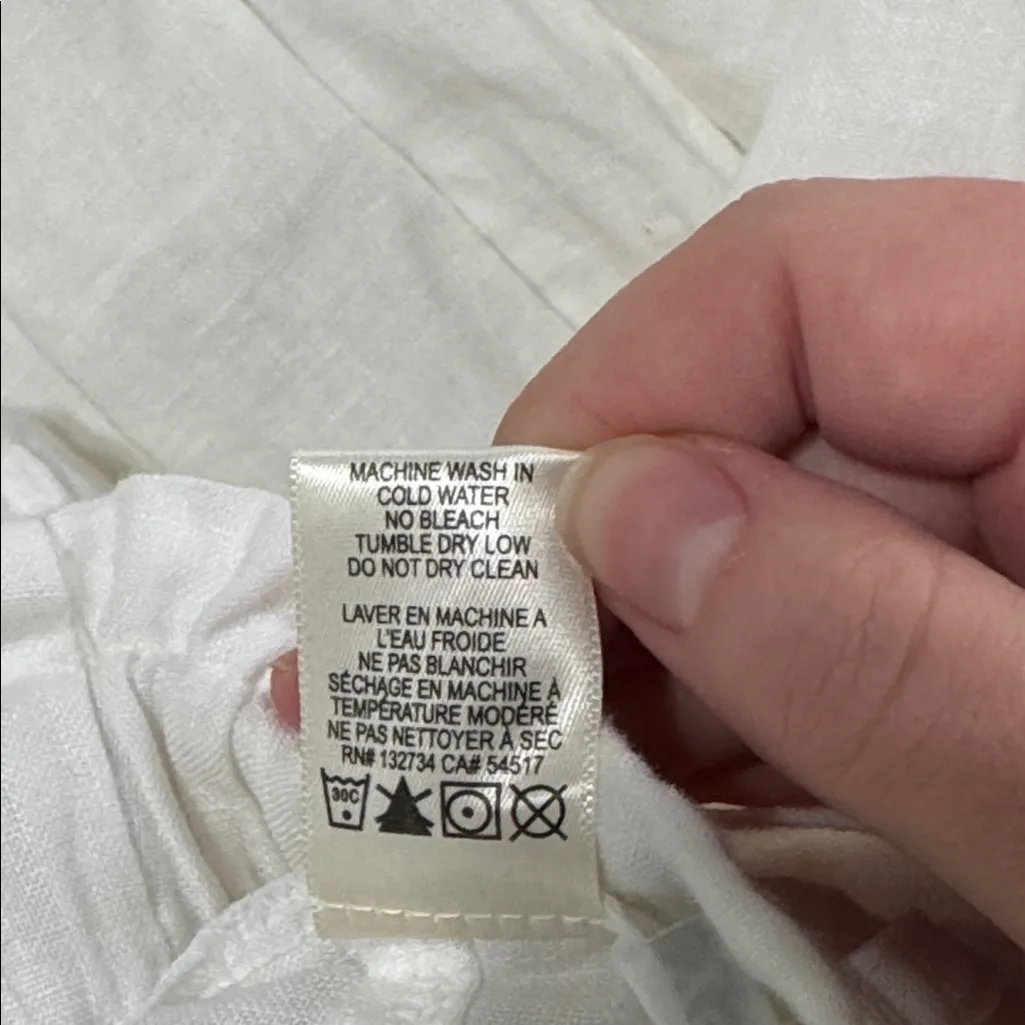 MACHINE WASH IN
COLD WATER
NO BLEACH
TUMBLE DRY LOW
DO NOT DRY CLEAN
LAVER EN MACHINE A
L'EAU FROIDE
NE PAS BLANCHIR
SÉCHAGE EN MACHINE À
TEMPÉRATURE MODÉRÉ
NE PAS NETTOYER À SEC
RN# 132734 CA# 54517
30C